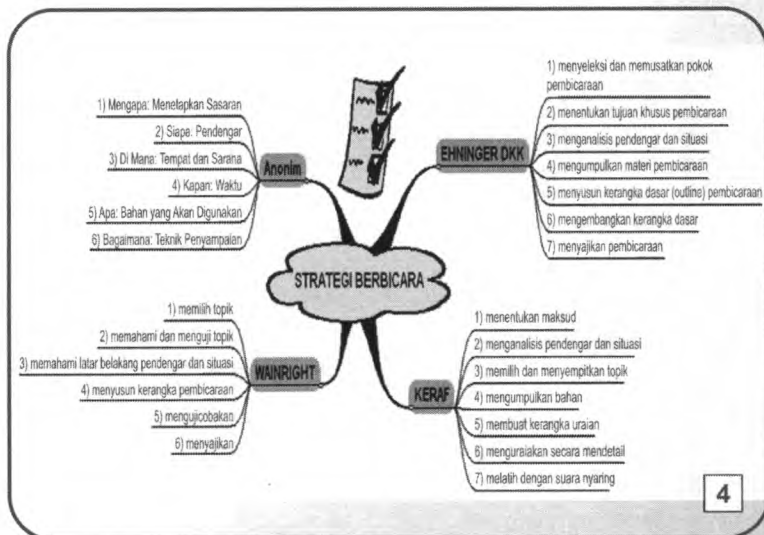 STRATEGI BERBICARA
Anonim
1) Mengapa: Menetapkan Sasaran
2) Siapa: Pendengar
3) Di Mana: Tempat dan Sarana
4) Kapan: Waktu
5) Apa: Bahan yang Akan Digunakan
6) Bagaimana: Teknik Penyampaian
EHNINGER DKK
1) menyeleksi dan memusatkan pokok
pembicaraan
2) menentukan tujuan khusus pembicaraan
3) menganalisis pendengar dan situasi
4) mengumpulkan materi pembicaraan
5) menyusun kerangka dasar (outline) pembicaraan
6) mengembangkan kerangka dasar
7) menyajikan pembicaraan
WAINRIGHT
1) memilih topik
2) memahami dan menguji topik
3) memahami latar belakang pendengar dan situasi
4) menyusun kerangka pembicaraan
5) mengujicobakan
6) menyajikan
KERAF
1) menentukan maksud
2) menganalisis pendengar dan situasi
3) memilih dan menyempitkan topik
4) mengumpulkan bahan
5) membuat kerangka uraian
6) menguraiakan secara mendetail
7) melatih dengan suara nyaring
4